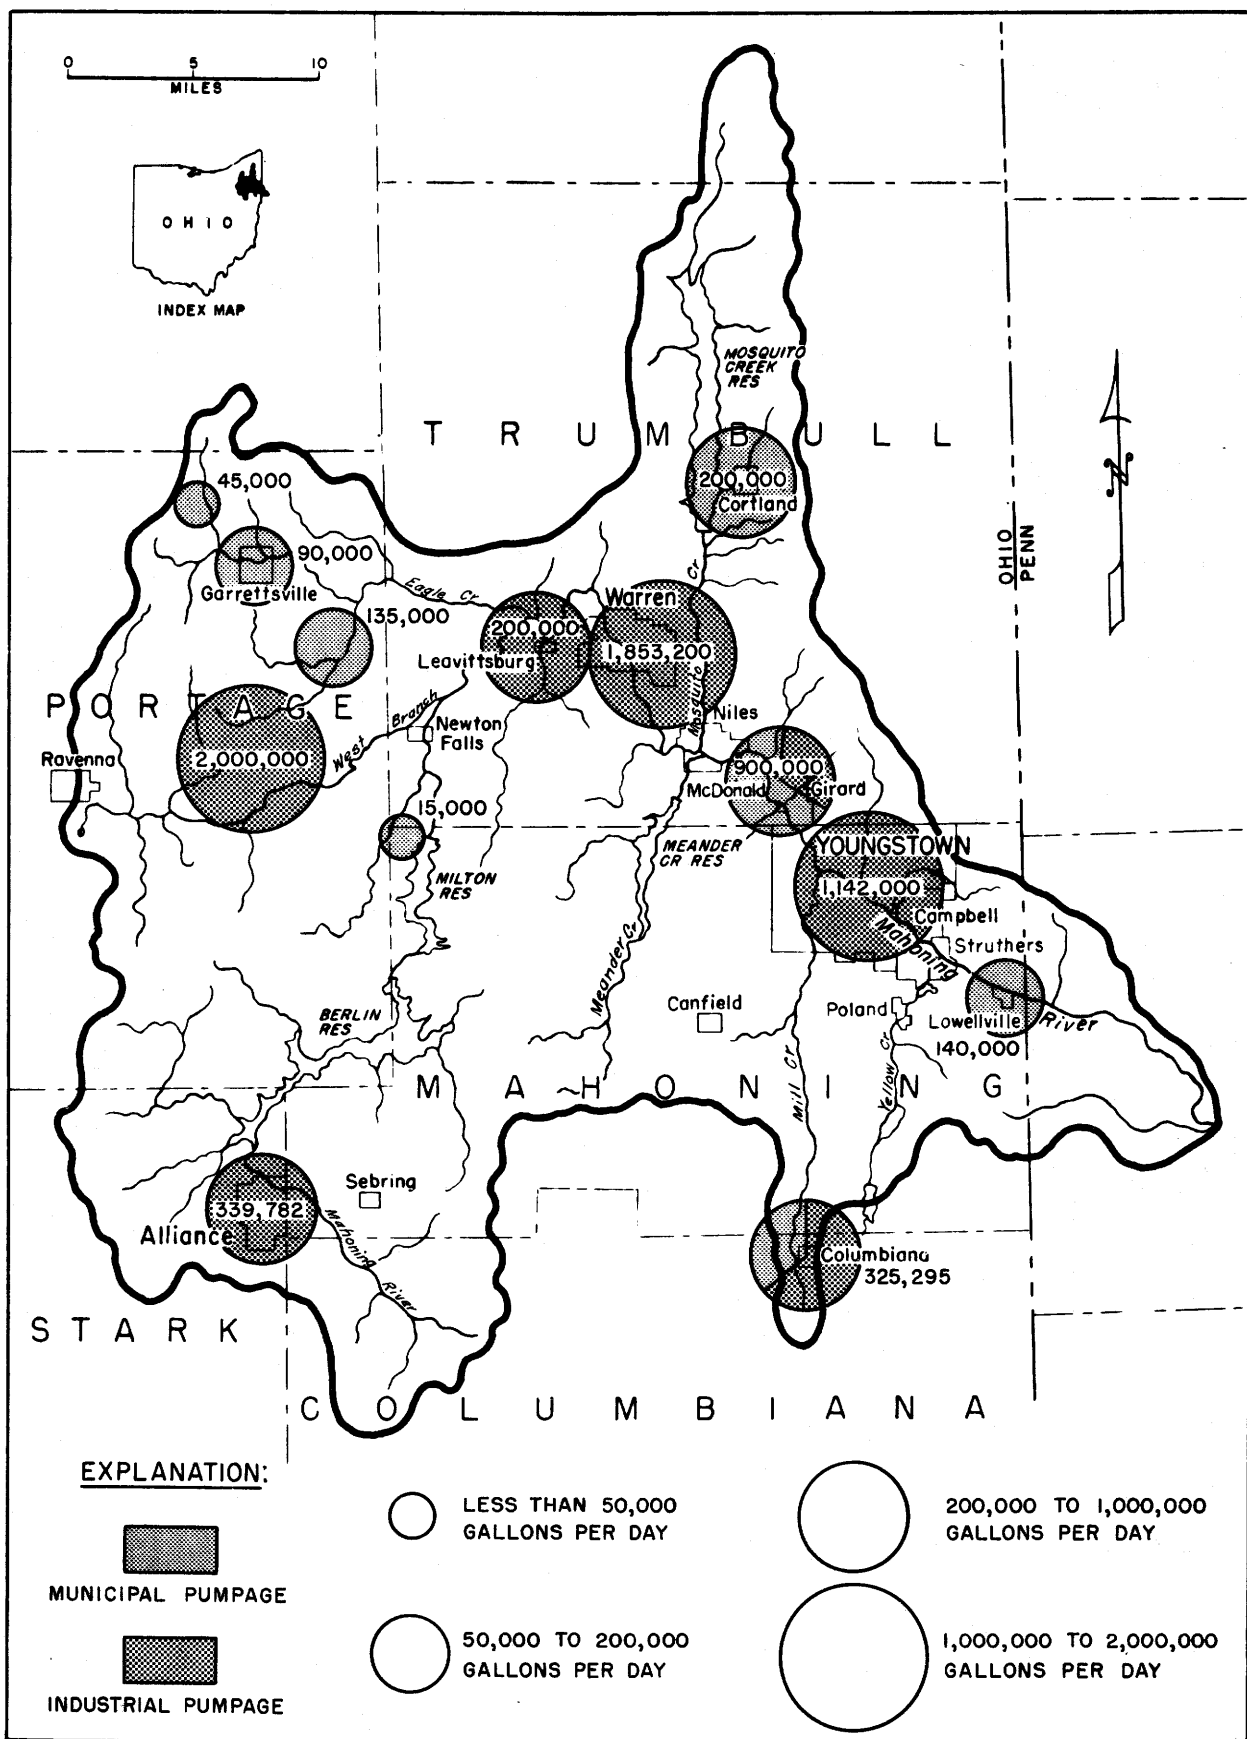 0 5 10
MILES
OHIO
INDEX MAP
MOSQUITO
CREEK
RES
TRUMBULL
45,000
200,000
Cortland
90,000
Garrettsville
OHIO
PENN
Eagle Cr
Mosquito Cr
135,000
Warren
200,000
1,853,200
Leavittsburg
PORTAGE
West Branch
Newton
Falls
Niles
Ravenna
2,000,000
900,000
McDonald
Girard
15,000
MEANDER
CR RES
YOUNGSTOWN
MILTON
RES
1,142,000
Campbell
Mahoning River
Struthers
Meander Cr
Canfield
Poland
BERLIN
RES
Lowellville
140,000
MAHONING
Mill Cr
Yellow Cr
Sebring
339,782
Alliance
Mahoning River
Columbiana
325,295
STARK
COLUMBIANA
EXPLANATION:
MUNICIPAL PUMPAGE
INDUSTRIAL PUMPAGE
LESS THAN 50,000
GALLONS PER DAY
50,000 TO 200,000
GALLONS PER DAY
200,000 TO 1,000,000
GALLONS PER DAY
1,000,000 TO 2,000,000
GALLONS PER DAY
N